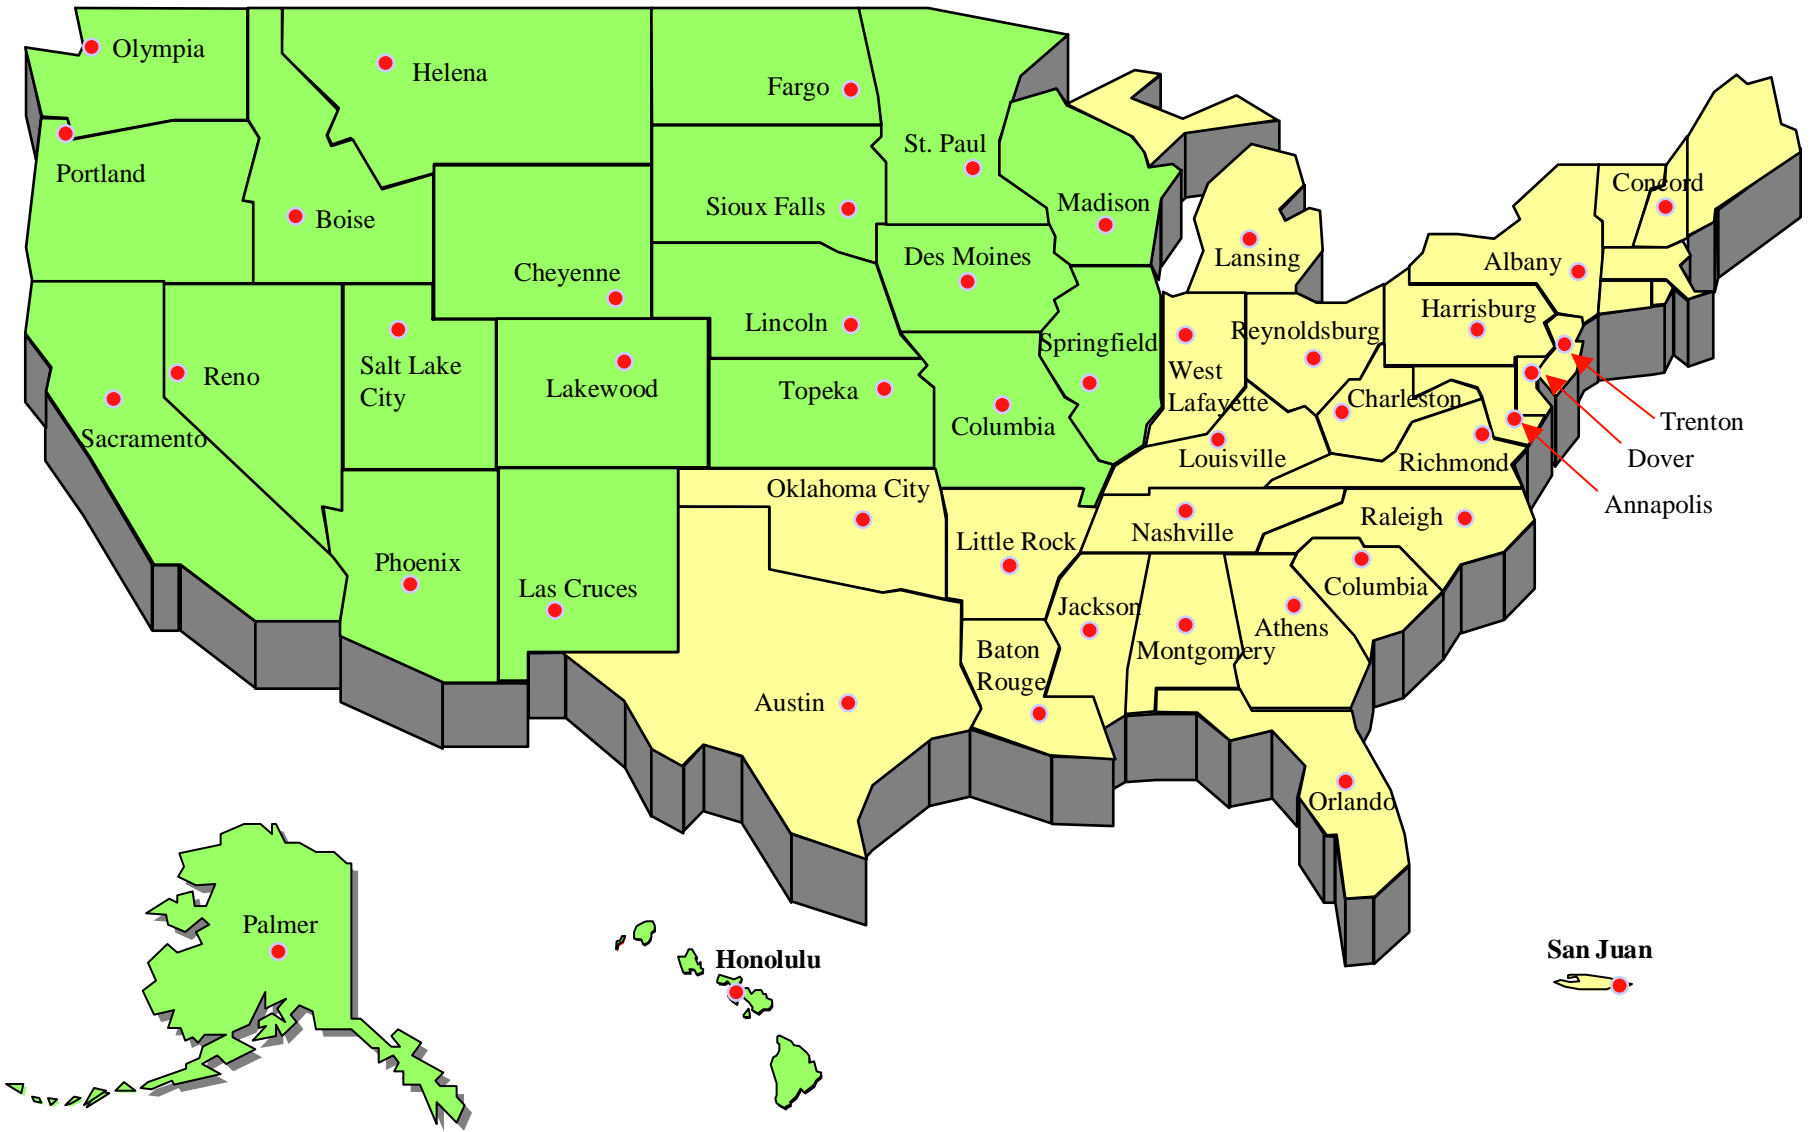 Olympia
Helena
Fargo
St. Paul
Portland
Boise
Sioux Falls
Madison
Concord
Cheyenne
Des Moines
Lansing
Albany
Lincoln
Springfield
Reynoldsburg
Harrisburg
Salt Lake
City
Reno
Lakewood
Topeka
West
Lafayette
Charleston
Trenton
Sacramento
Columbia
Louisville
Richmond
Dover
Annapolis
Oklahoma City
Little Rock
Nashville
Raleigh
Phoenix
Las Cruces
Jackson
Columbia
Athens
Montgomery
Baton
Rouge
Austin
Orlando
Palmer
Honolulu
San Juan